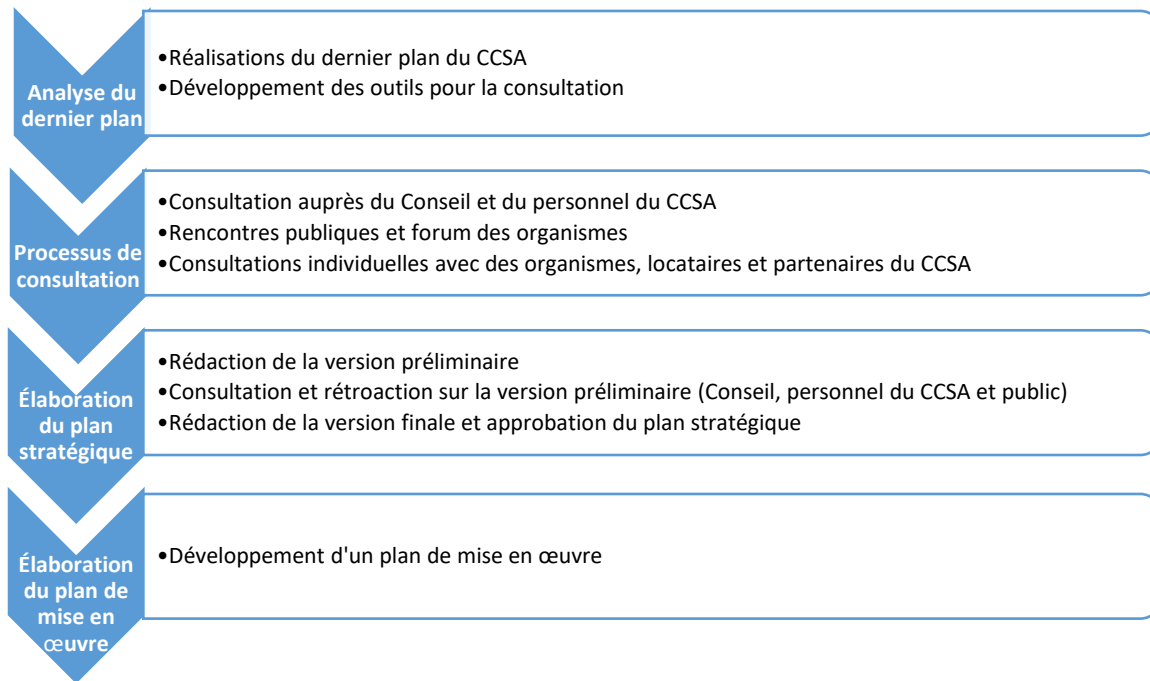 Analyse du
dernier plan
•Réalisations du dernier plan du CCSA
•Développement des outils pour la consultation
Processus de
consultation
•Consultation auprès du Conseil et du personnel du CCSA
•Rencontres publiques et forum des organismes
•Consultations individuelles avec des organismes, locataires et partenaires du CCSA
Élaboration
du plan
stratégique
•Rédaction de la version préliminaire
•Consultation et rétroaction sur la version préliminaire (Conseil, personnel du CCSA et public)
•Rédaction de la version finale et approbation du plan stratégique
Élaboration
du plan de
mise en
œuvre
•Développement d'un plan de mise en œuvre